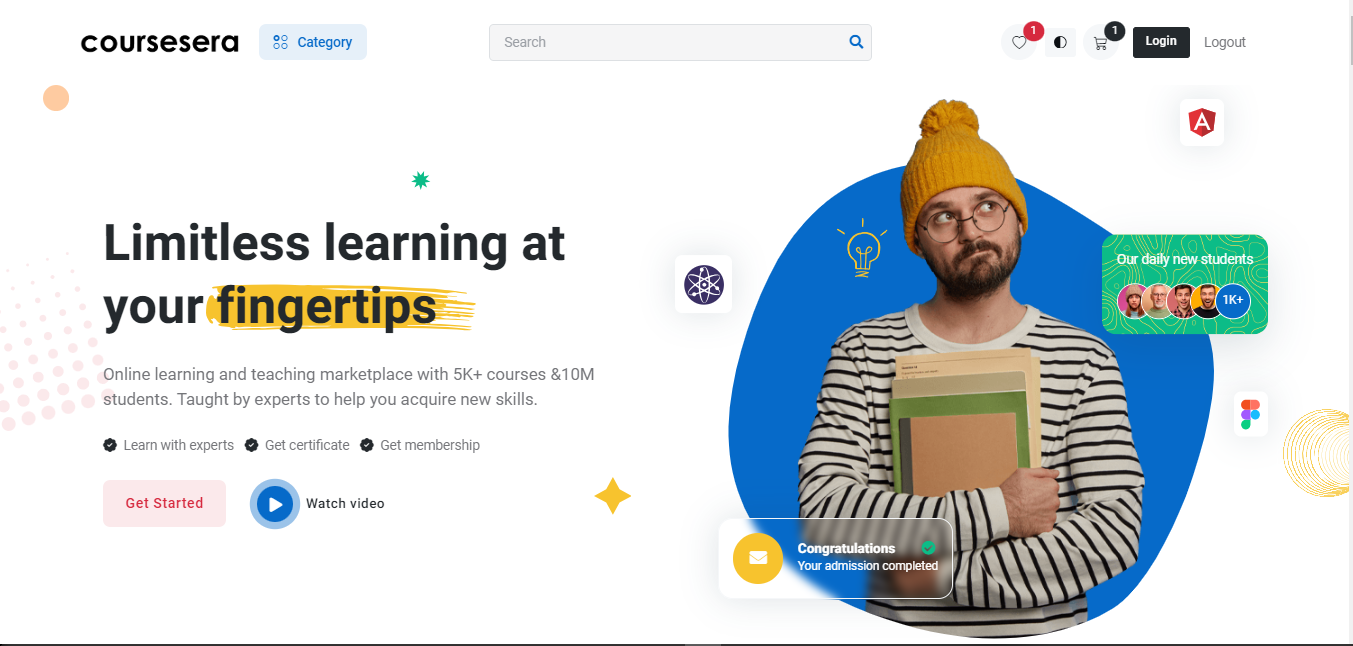 coursesera
Category
Search
1
1
Login
Logout
Limitless learning at
your fingertips
Online learning and teaching marketplace with 5K+ courses &10M
students. Taught by experts to help you acquire new skills.
Learn with experts
Get certificate
Get membership
Get Started
Watch video
Our daily new students
1K+
Congratulations
Your admission completed